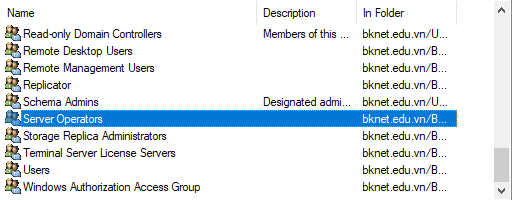 Name Description In Folder
Read-only Domain Controllers Members of this ... bknet.edu.vn/U...
Remote Desktop Users bknet.edu.vn/B...
Remote Management Users bknet.edu.vn/B...
Replicator bknet.edu.vn/B...
Schema Admins Designated admi... bknet.edu.vn/U...
Server Operators bknet.edu.vn/B...
Storage Replica Administrators bknet.edu.vn/B...
Terminal Server License Servers bknet.edu.vn/B...
Users bknet.edu.vn/B...
Windows Authorization Access Group bknet.edu.vn/B...